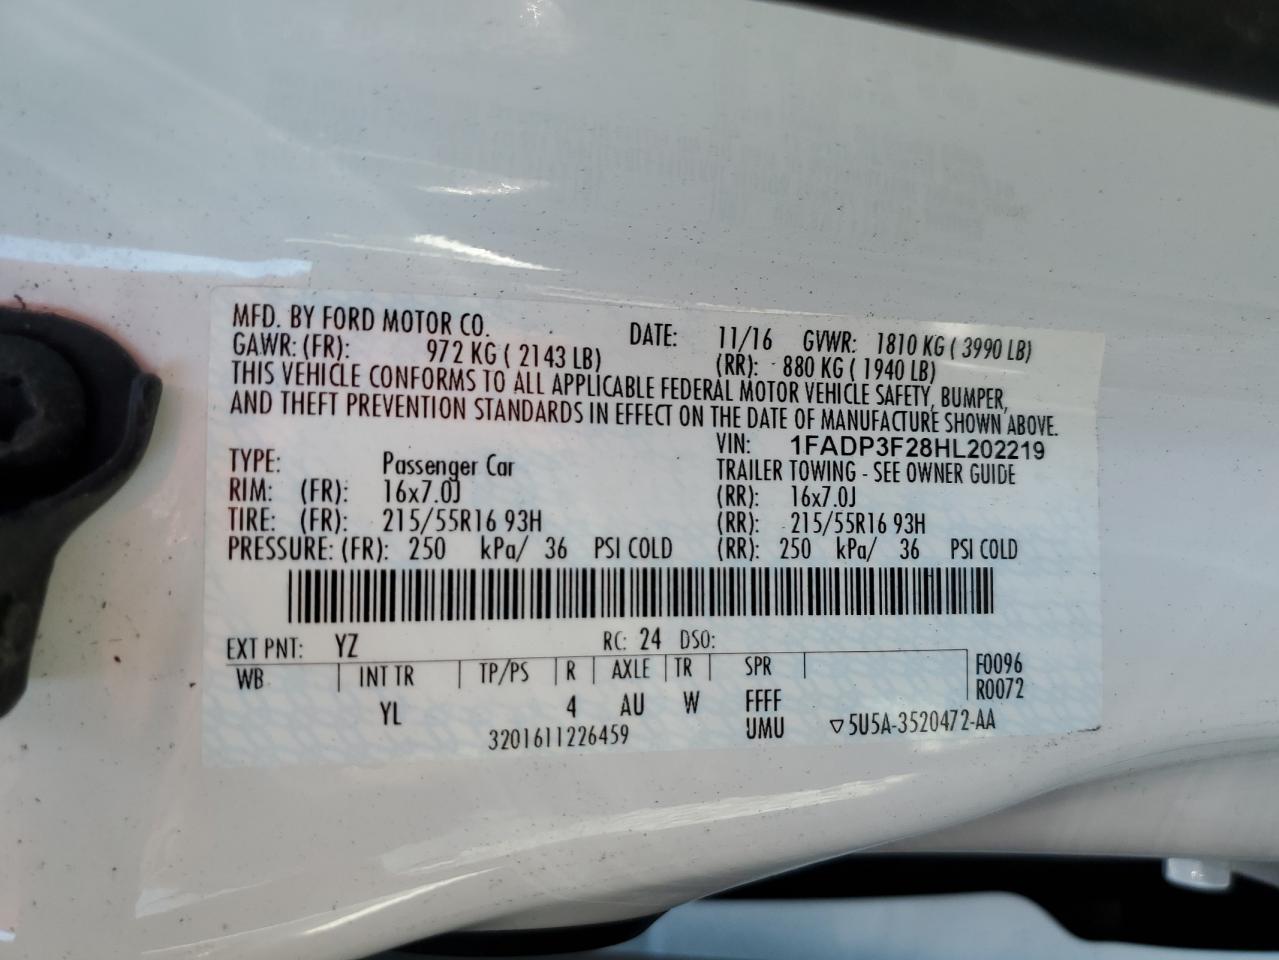 MFD. BY FORD MOTOR CO. DATE: 11/16 GVWR: 1810 KG ( 3990 LB)
GAWR: (FR): 972 KG ( 2143 LB) (RR): 880 KG ( 1940 LB)
THIS VEHICLE CONFORMS TO ALL APPLICABLE FEDERAL MOTOR VEHICLE SAFETY, BUMPER,
AND THEFT PREVENTION STANDARDS IN EFFECT ON THE DATE OF MANUFACTURE SHOWN ABOVE.
VIN: 1FADP3F28HL202219
TYPE: Passenger Car TRAILER TOWING - SEE OWNER GUIDE
RIM: (FR): 16x7.0J (RR): 16x7.0J
TIRE: (FR): 215/55R16 93H (RR): 215/55R16 93H
PRESSURE: (FR): 250 kPa/ 36 PSI COLD (RR): 250 kPa/ 36 PSI COLD
EXT PNT: YZ RC: 24 DSO:
WB INT TR TP/PS R AXLE TR SPR F0096
R0072
YL 4 AU W FFFF
3201611226459 UMU ▽5U5A-3520472-AA